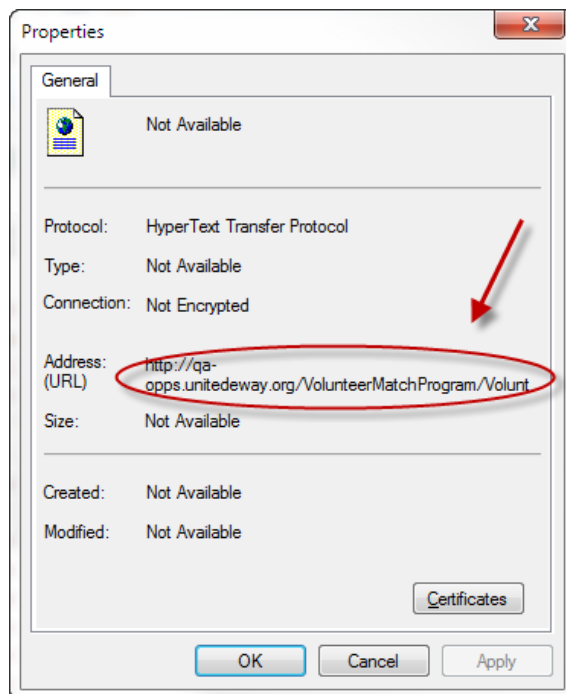 Properties
General
Not Available
Protocol: HyperText Transfer Protocol
Type: Not Available
Connection: Not Encrypted
Address: http://qa-
(URL) opps.unitedeway.org/VolunteerMatchProgram/Volunt
Size: Not Available
Created: Not Available
Modified: Not Available
Certificates
OK Cancel Apply